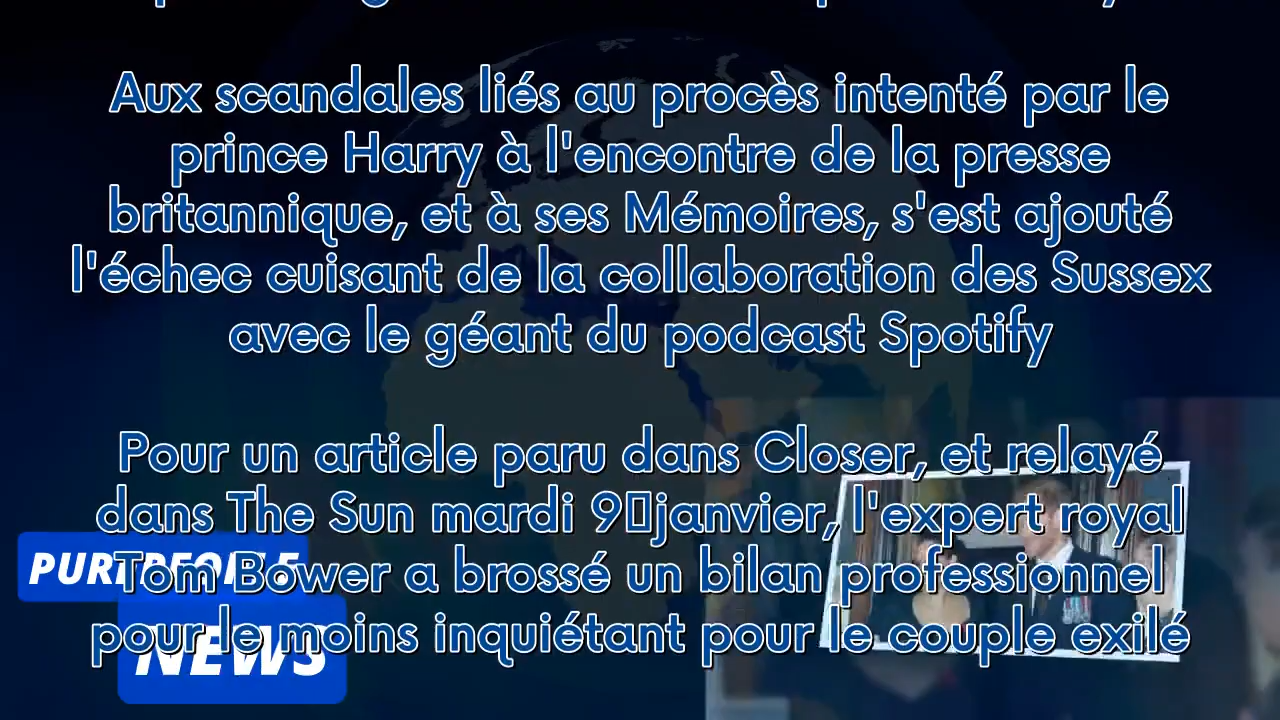 Aux scandales liés au procès intenté par le
prince Harry à l'encontre de la presse
britannique, et à ses Mémoires, s'est ajouté
l'échec cuisant de la collaboration des Sussex
avec le géant du podcast Spotify
Pour un article paru dans Closer, et relayé
dans The Sun mardi 9▯janvier, l'expert royal
Tom Bower a brossé un bilan professionnel
pour le moins inquiétant pour le couple exilé
PUREPEOPLE
NEWS